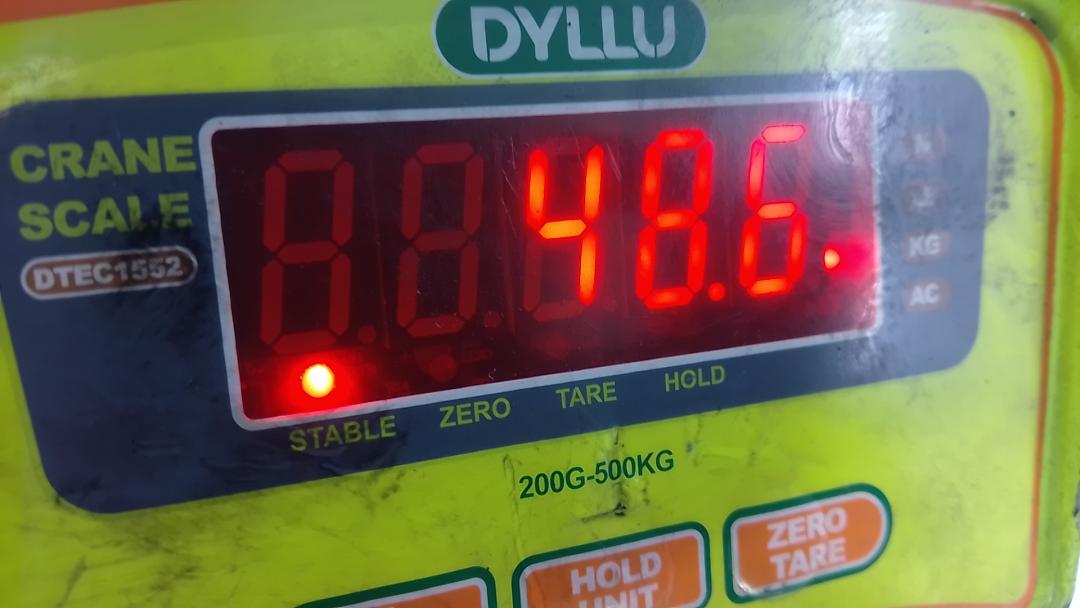 DYLLU
CRANE
SCALE
DTEC1552
48.6
KG
AC
STABLE
ZERO
TARE
HOLD
200G-500KG
HOLD
UNIT
ZERO
TARE